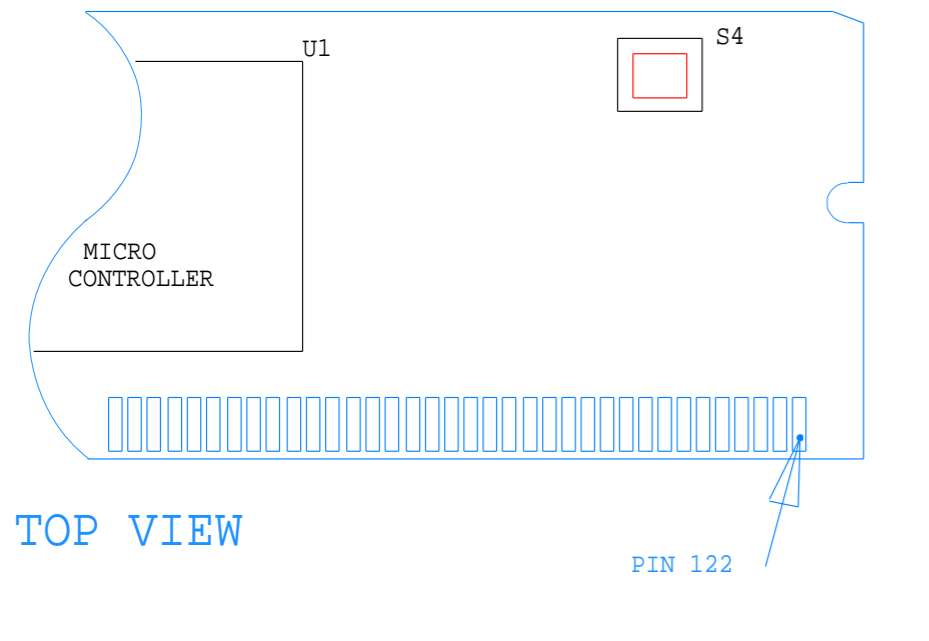 S4
U1
MICRO
CONTROLLER
TOP VIEW
PIN 122